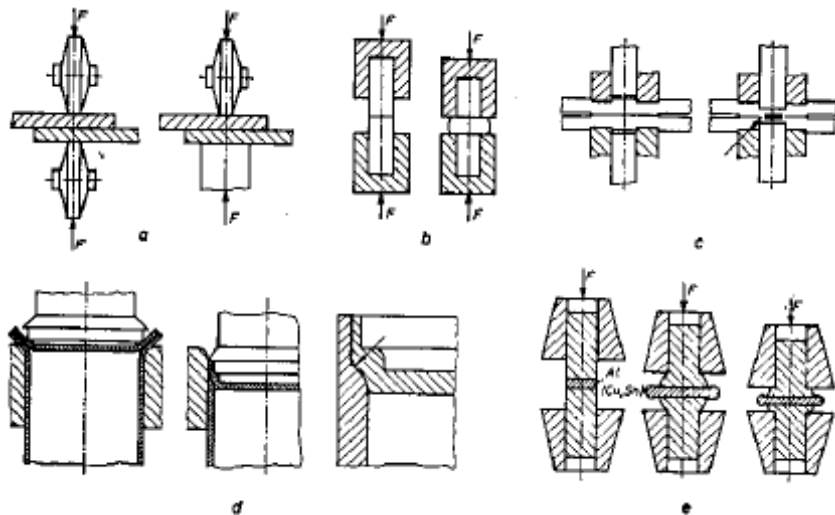 F F F F F
F F F F
a b c
F F F
Al
(Cu,Sn)
d e